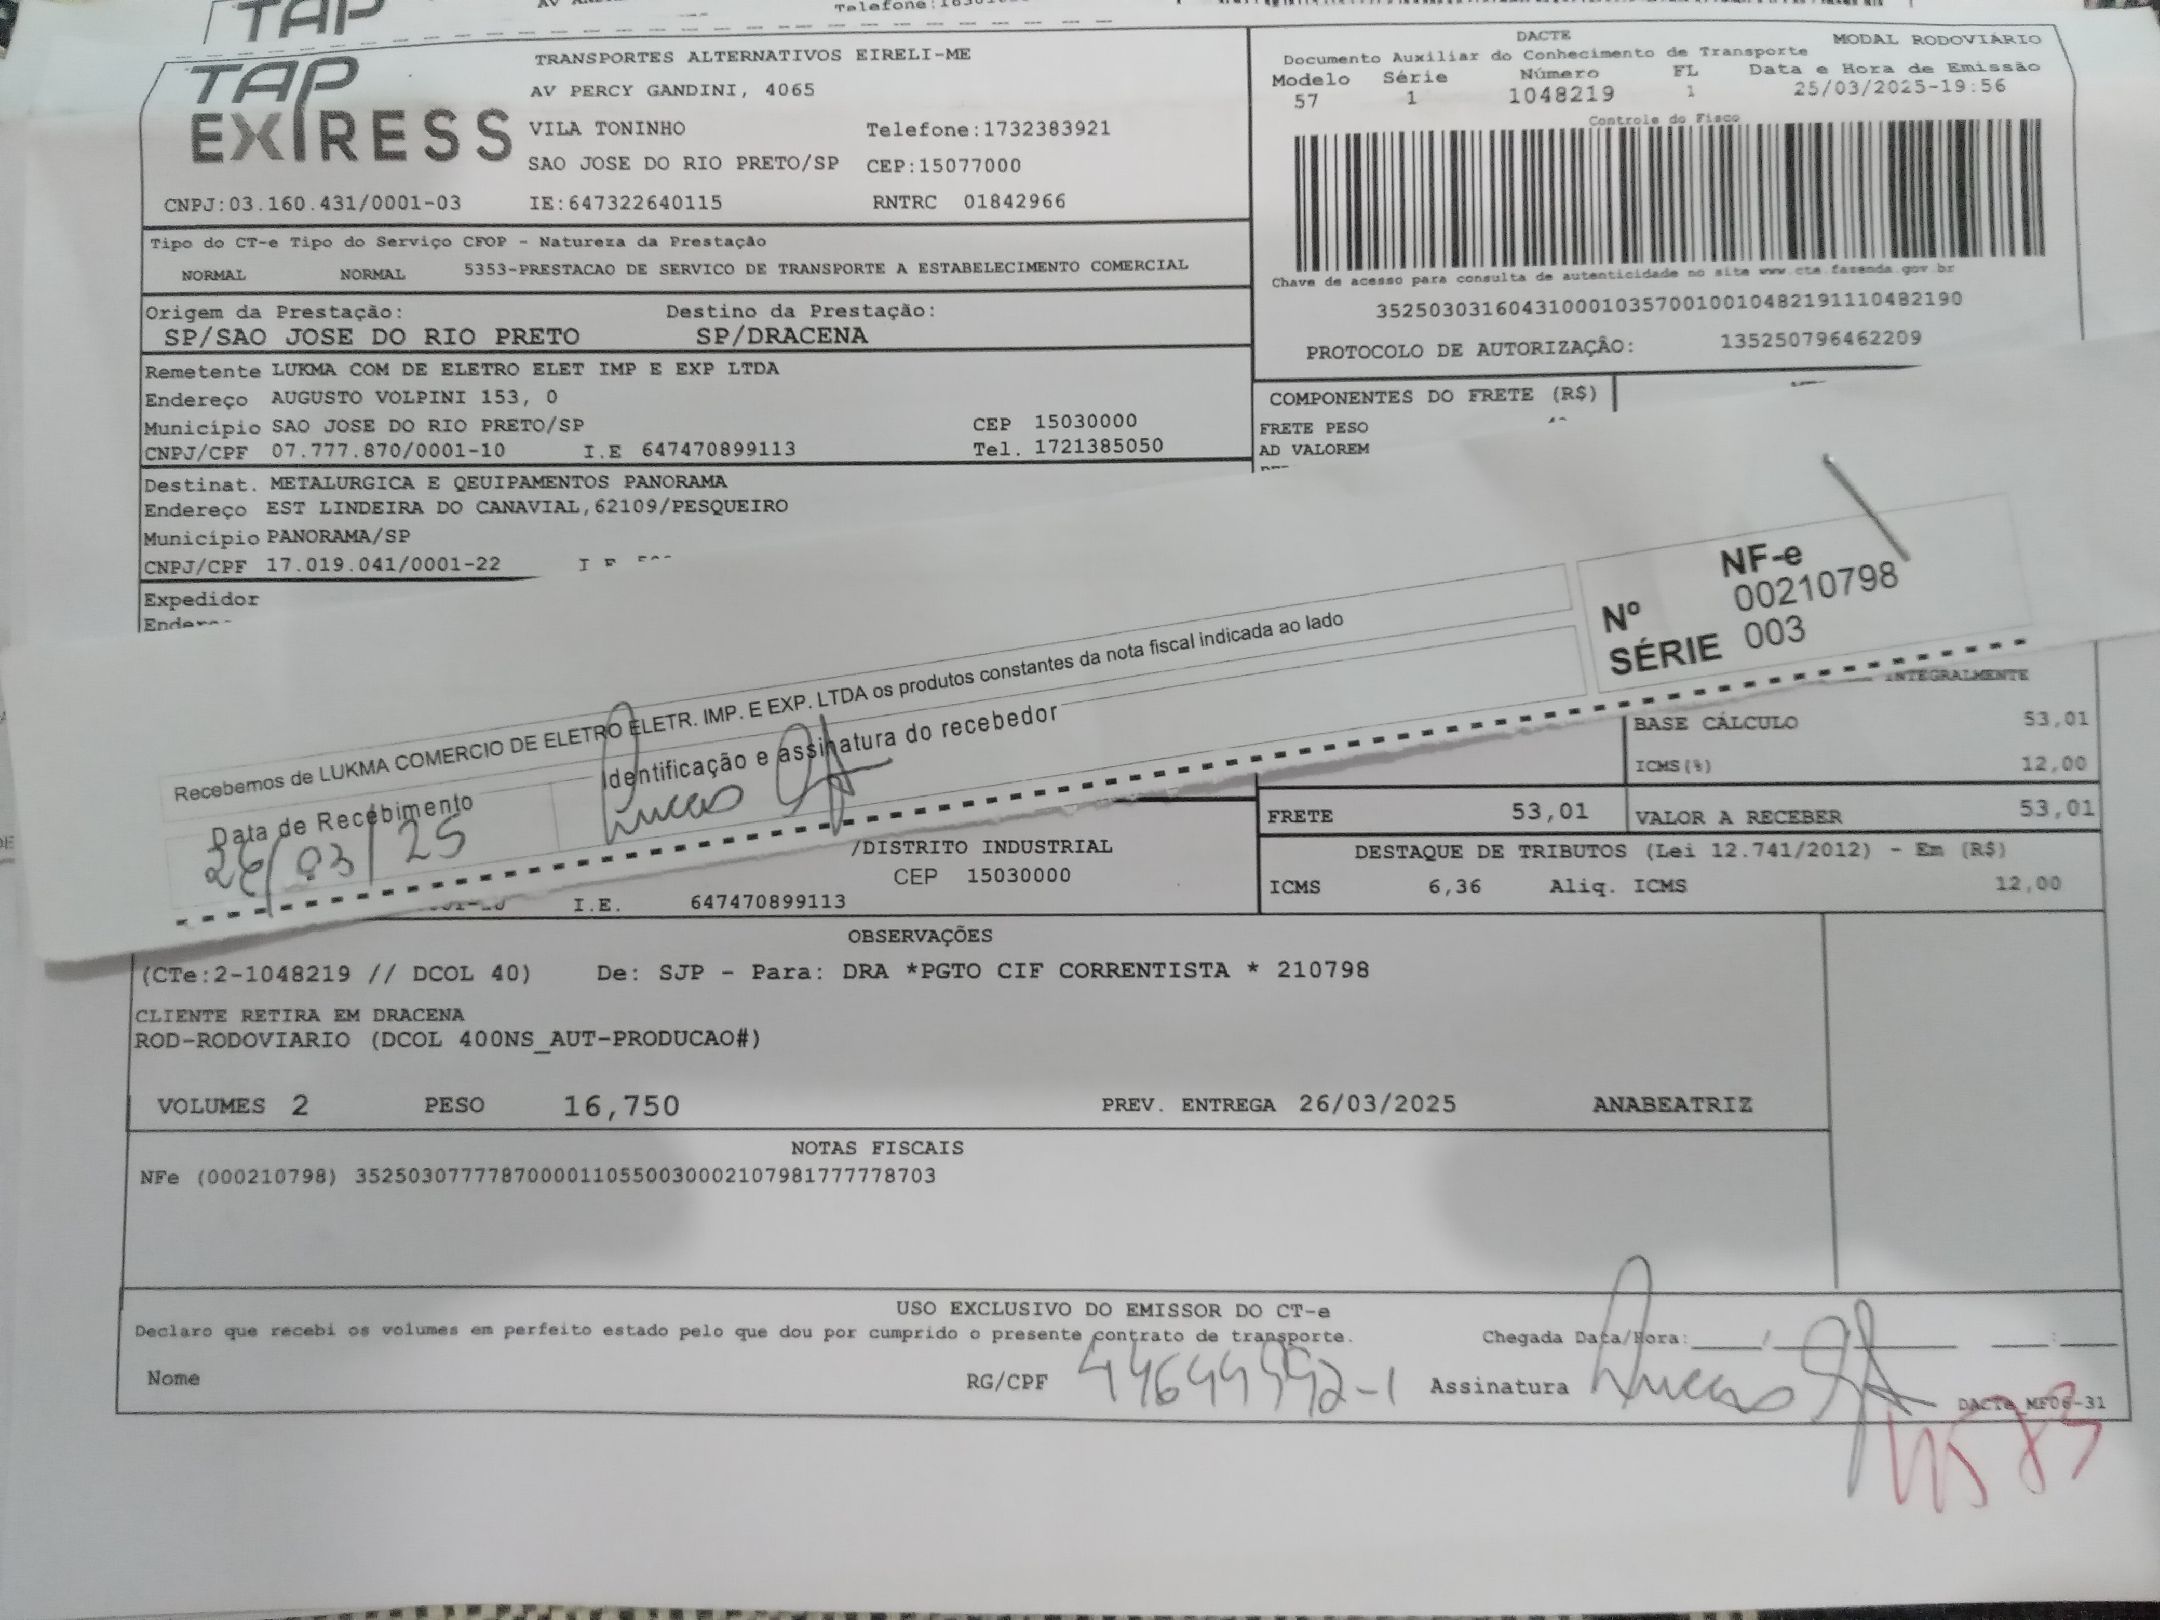 TAP
Telefone:
TAP EXPRESS
TRANSPORTES ALTERNATIVOS EIRELI-ME
AV PERCY GANDINI, 4065
VILA TONINHO Telefone:1732383921
SAO JOSE DO RIO PRETO/SP CEP:15077000
CNPJ:03.160.431/0001-03 IE:647322640115 RNTRC 01842966
DACTE MODAL RODOVIÁRIO
Documento Auxiliar do Conhecimento de Transporte
Modelo Série Número FL Data e Hora de Emissão
57 1 1048219 1 25/03/2025-19:56
Controle do Fisco
Chave de acesso para consulta de autenticidade no site www.cte.fazenda.gov.br
35250303160431000103570010010482191110482190
PROTOCOLO DE AUTORIZAÇÃO: 135250796462209
Tipo do CT-e Tipo do Serviço CFOP - Natureza da Prestação
NORMAL NORMAL 5353-PRESTACAO DE SERVICO DE TRANSPORTE A ESTABELECIMENTO COMERCIAL
Origem da Prestação: Destino da Prestação:
SP/SAO JOSE DO RIO PRETO SP/DRACENA
Remetente LUKMA COM DE ELETRO ELET IMP E EXP LTDA
Endereço AUGUSTO VOLPINI 153, 0
Município SAO JOSE DO RIO PRETO/SP CEP 15030000
CNPJ/CPF 07.777.870/0001-10 I.E 647470899113 Tel. 1721385050
COMPONENTES DO FRETE (R$)
FRETE PESO
AD VALOREM
Destinat. METALURGICA E QEUIPAMENTOS PANORAMA
Endereço EST LINDEIRA DO CANAVIAL,62109/PESQUEIRO
Município PANORAMA/SP
CNPJ/CPF 17.019.041/0001-22
Expedidor
NF-e
Nº 00210798
SÉRIE 003
Recebemos de LUKMA COMERCIO DE ELETRO ELETR. IMP. E EXP. LTDA os produtos constantes da nota fiscal indicada ao lado
Data de Recebimento Identificação e assinatura do recebedor
26/03/25 Lucas
INTEGRALMENTE
BASE CÁLCULO 53,01
ICMS(%) 12,00
FRETE 53,01 VALOR A RECEBER 53,01
DESTAQUE DE TRIBUTOS (Lei 12.741/2012) - Em (R$)
ICMS 6,36 Aliq. ICMS 12,00
/DISTRITO INDUSTRIAL
CEP 15030000
I.E. 647470899113
OBSERVAÇÕES
(CTe:2-1048219 // DCOL 40) De: SJP - Para: DRA *PGTO CIF CORRENTISTA * 210798
CLIENTE RETIRA EM DRACENA
ROD-RODOVIARIO (DCOL 400NS_AUT-PRODUCAO#)
VOLUMES 2 PESO 16,750 PREV. ENTREGA 26/03/2025 ANABEATRIZ
NOTAS FISCAIS
NFe (000210798) 35250307777870000110550030002107981777778703
USO EXCLUSIVO DO EMISSOR DO CT-e
Declaro que recebi os volumes em perfeito estado pelo que dou por cumprido o presente contrato de transporte. Chegada Data/Hora:
Nome RG/CPF Assinatura Lucas
DACTE MF06-31